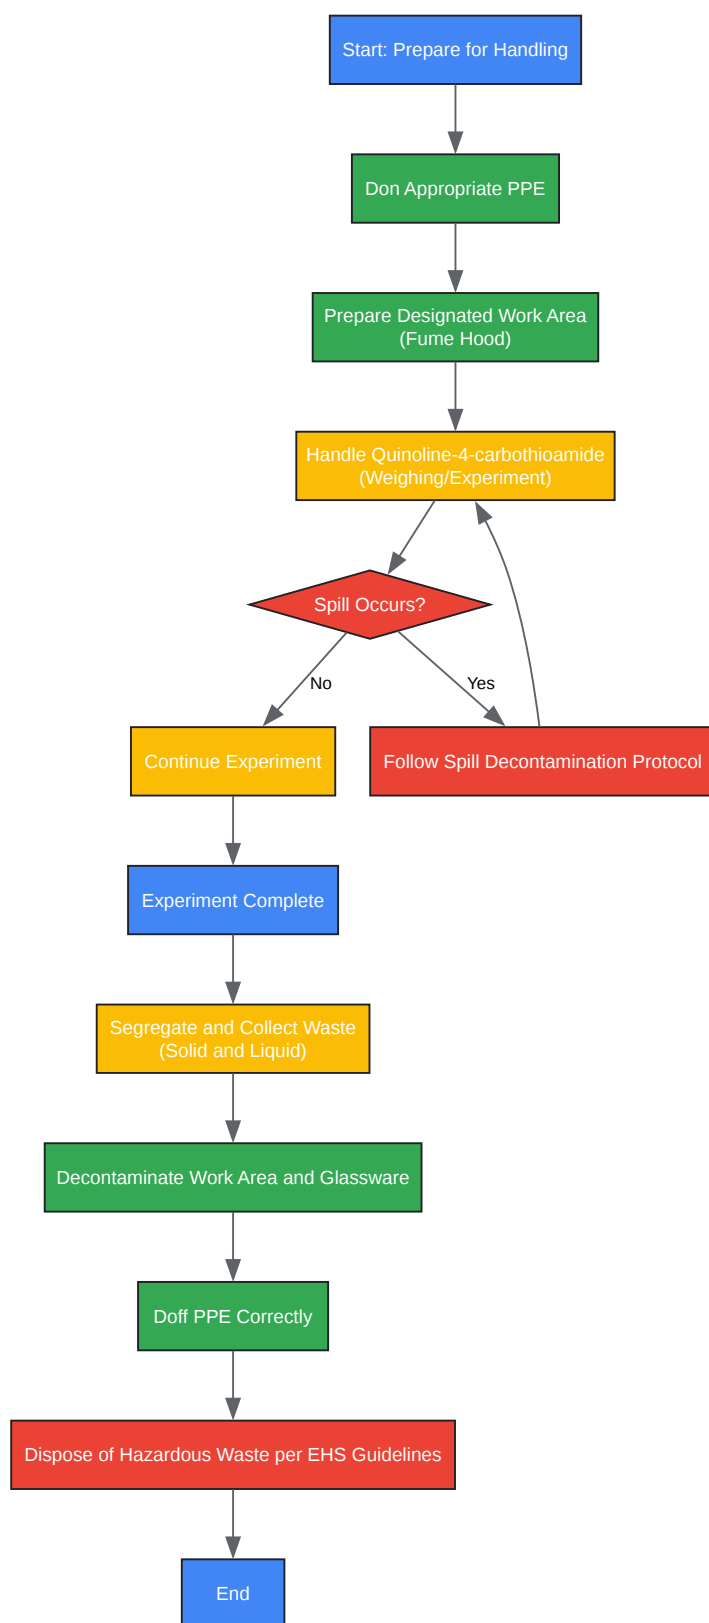 Start: Prepare for Handling
Don Appropriate PPE
Prepare Designated Work Area
(Fume Hood)
Handle Quinoline-4-carbothioamide
(Weighing/Experiment)
Spill Occurs?
No
Yes
Continue Experiment
Follow Spill Decontamination Protocol
Experiment Complete
Segregate and Collect Waste
(Solid and Liquid)
Decontaminate Work Area and Glassware
Doff PPE Correctly
Dispose of Hazardous Waste per EHS Guidelines
End